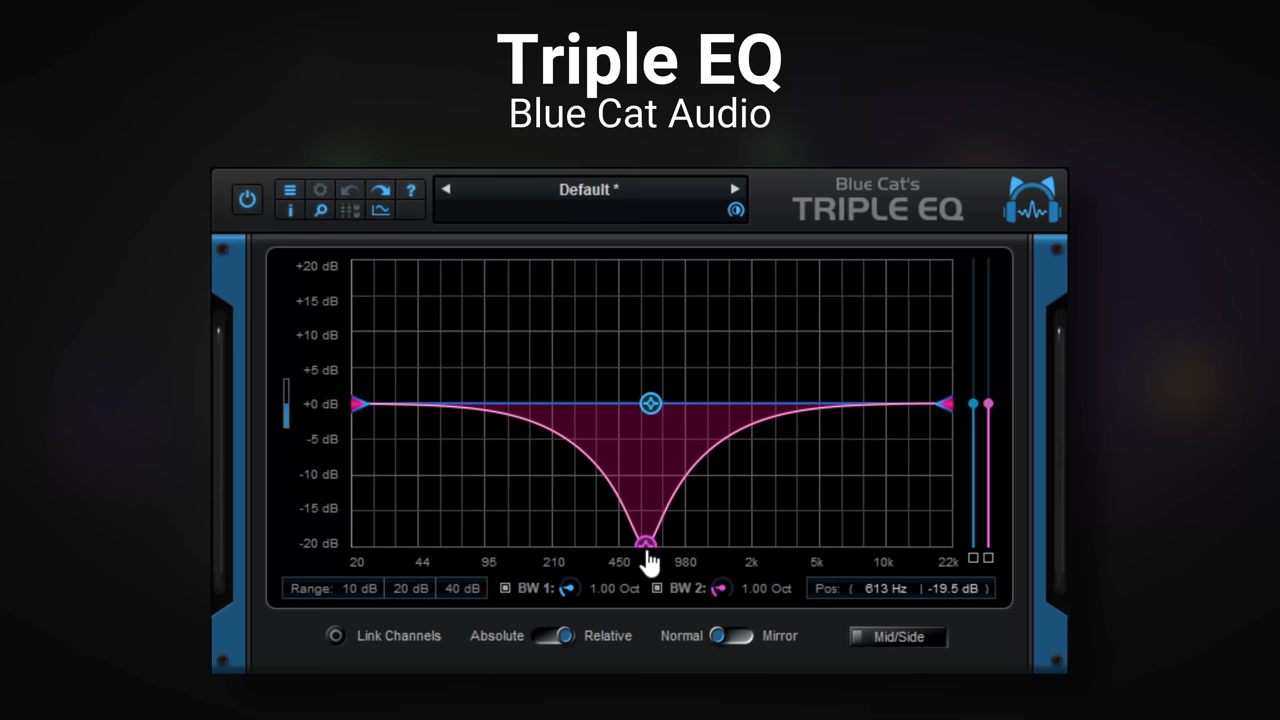 Triple EQ
Blue Cat Audio
Default *
?
i
Blue Cat's
TRIPLE EQ
+20 dB
+15 dB
+10 dB
+5 dB
+0 dB
-5 dB
-10 dB
-15 dB
-20 dB
20 44 95 210 450 980 2k 5k 10k 22k
Range: 10 dB 20 dB 40 dB BW 1: 1.00 Oct BW 2: 1.00 Oct Pos: ( 613 Hz | -19.5 dB )
Link Channels Absolute Relative Normal Mirror Mid/Side